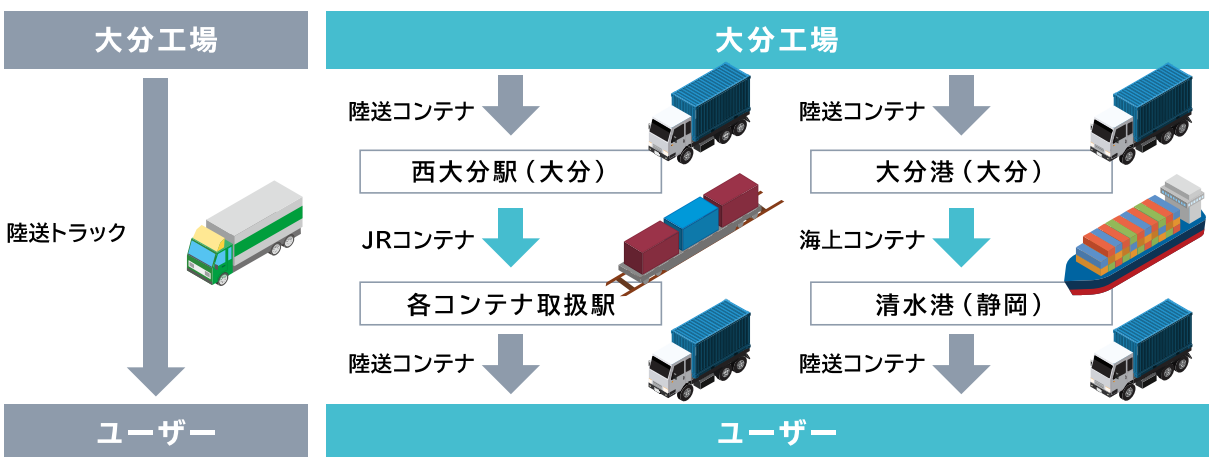 大分工場
陸送トラック
ユーザー
大分工場
陸送コンテナ
西大分駅（大分）
JRコンテナ
各コンテナ取扱駅
陸送コンテナ
陸送コンテナ
大分港（大分）
海上コンテナ
清水港（静岡）
陸送コンテナ
ユーザー